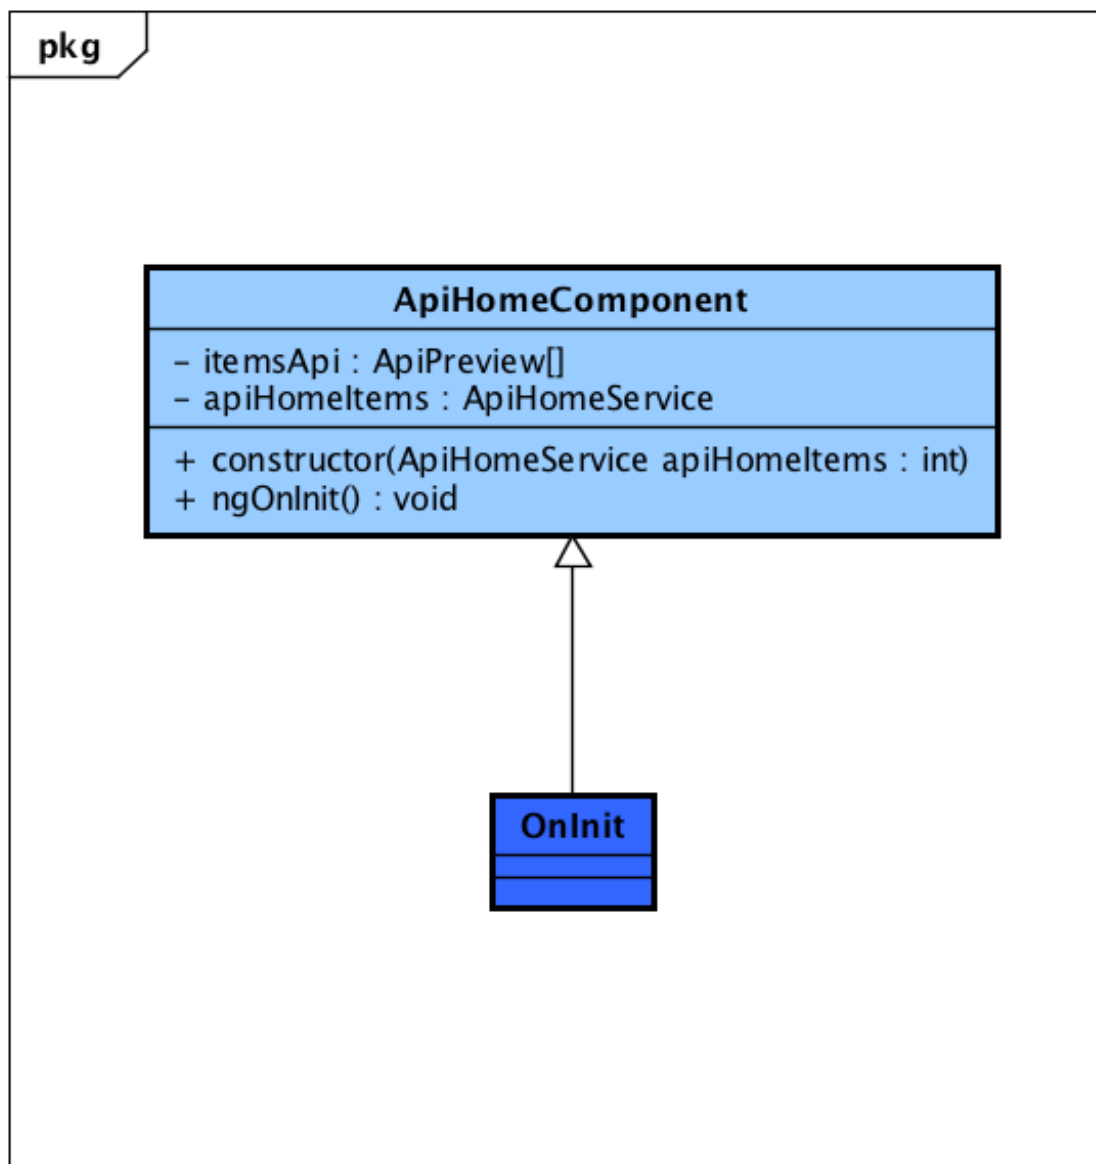 pkg
ApiHomeComponent
- itemsApi : ApiPreview[]
- apiHomeItems : ApiHomeService
+ constructor(ApiHomeService apiHomeItems : int)
+ ngOnInit() : void
OnInit